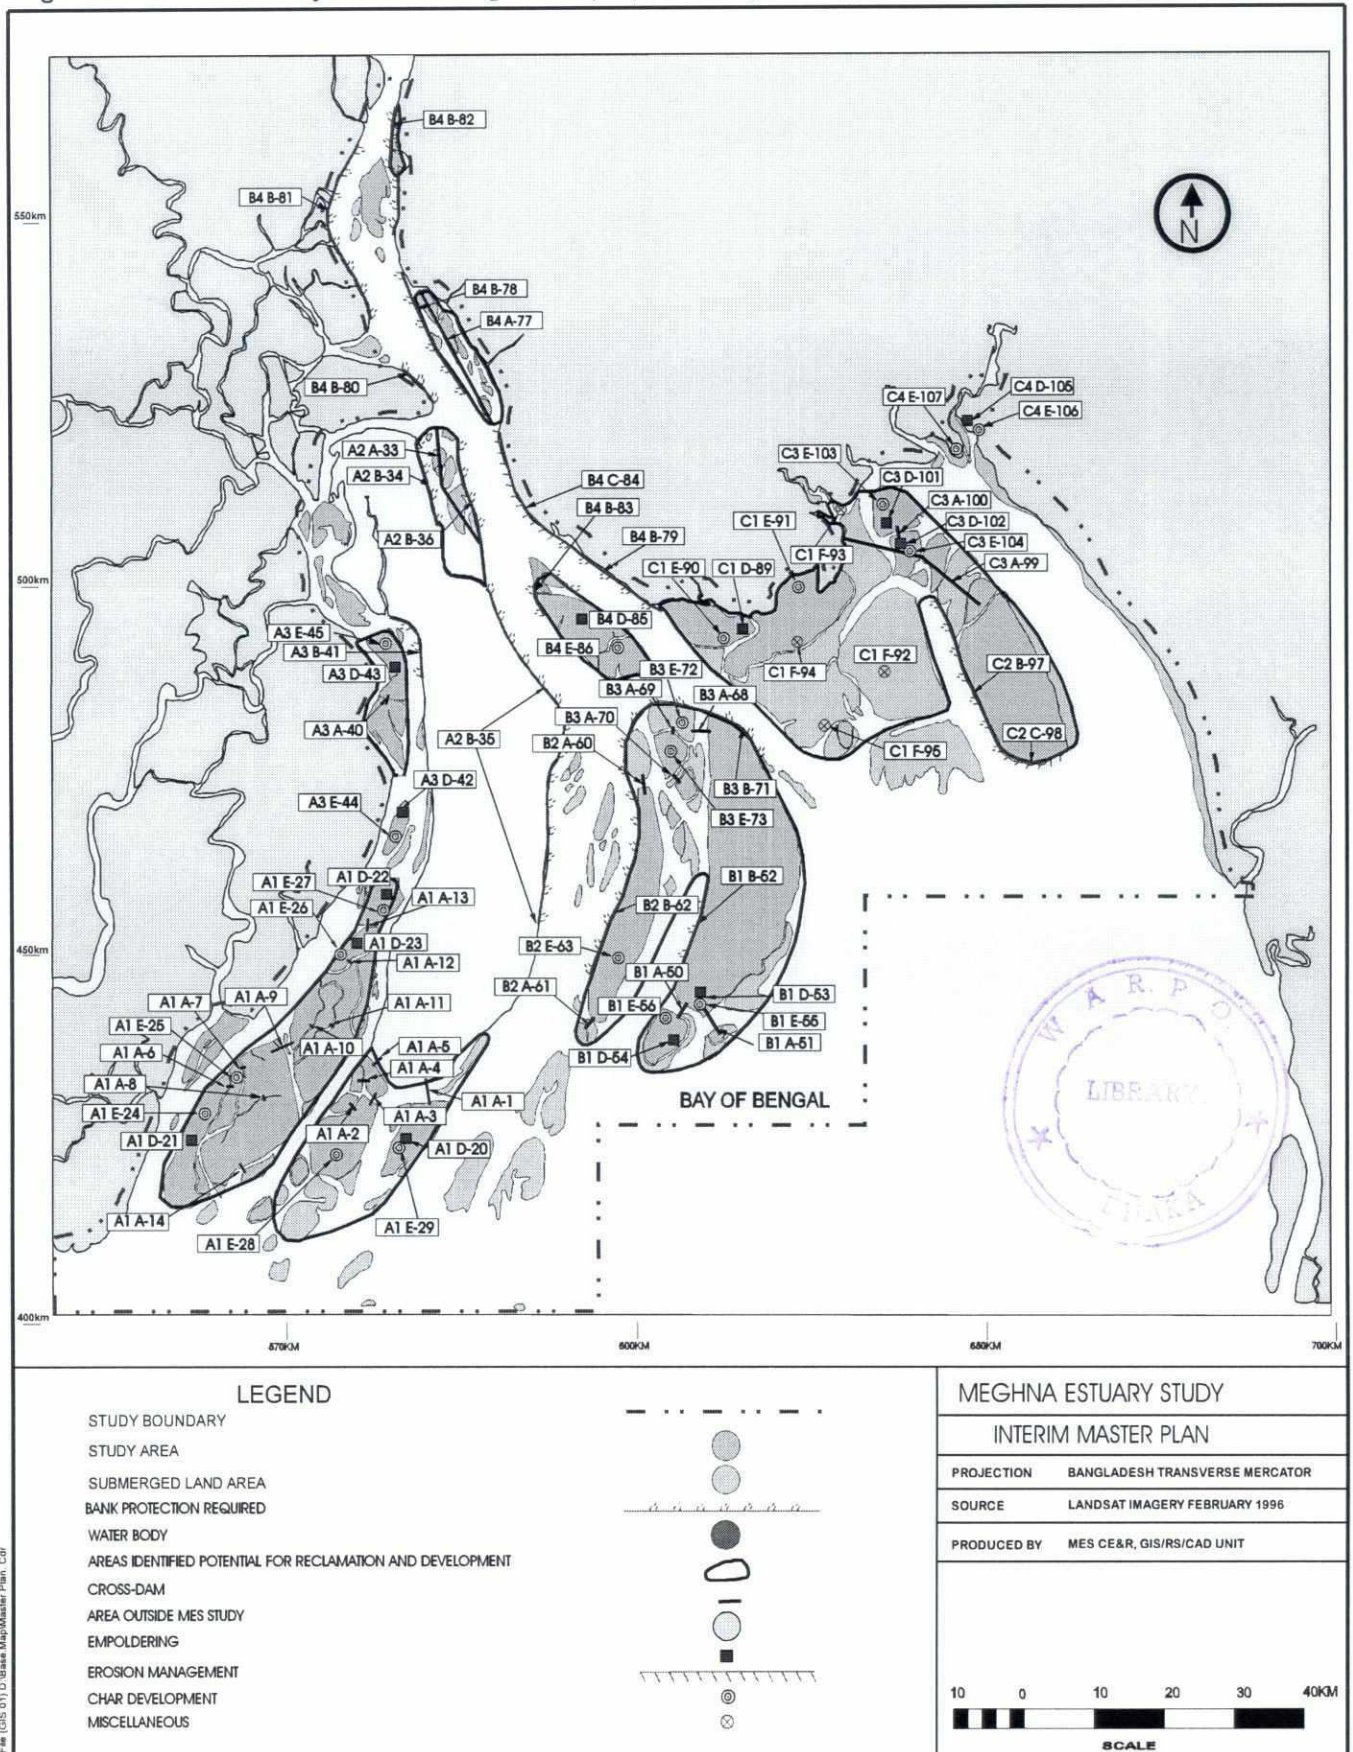 B4 B-82
B4 B-81
550km
N
B4 B-78
B4 A-77
B4 B-80
C4 D-105
C4 E-107
C4 E-106
A2 A-33
C3 E-103
A2 B-34
C3 D-101
B4 C-84
C3 A-100
B4 B-83
C1 E-91
C3 D-102
A2 B-36
B4 B-79
C3 E-104
C1 F-93
C3 A-99
C1 E-90
C1 D-89
500km
B4 D-85
A3 E-45
B4 E-86
A3 B-41
C1 F-92
B3 E-72
C1 F-94
C2 B-97
A3 D-43
B3 A-69
B3 A-68
B3 A-70
A3 A-40
A2 B-35
B2 A-60
C2 C-98
C1 F-95
A3 D-42
B3 B-71
A3 E-44
B3 E-73
A1 D-22
B1 B-52
A1 E-27
A1 A-13
A1 E-26
B2 B-62
A1 D-23
B2 E-63
450km
A1 A-12
B1 A-50
B2 A-61
B1 D-53
A1 A-7
A1 A-9
A1 A-11
B1 E-56
B1 E-55
A1 E-25
A1 A-10
A1 A-5
B1 A-51
A1 A-6
B1 D-54
A1 A-4
A1 A-8
A1 A-1
BAY OF BENGAL
A1 E-24
A1 A-3
A1 A-2
A1 D-21
A1 D-20
A1 A-14
A1 E-29
A1 E-28
W A R P O
LIBRARY
DHAKA
400km
600KM
700KM
LEGEND
STUDY BOUNDARY
STUDY AREA
SUBMERGED LAND AREA
BANK PROTECTION REQUIRED
WATER BODY
AREAS IDENTIFIED POTENTIAL FOR RECLAMATION AND DEVELOPMENT
CROSS-DAM
AREA OUTSIDE MES STUDY
EMPOLDERING
EROSION MANAGEMENT
CHAR DEVELOPMENT
MISCELLANEOUS
MEGHNA ESTUARY STUDY
INTERIM MASTER PLAN
PROJECTION BANGLADESH TRANSVERSE MERCATOR
SOURCE LANDSAT IMAGERY FEBRUARY 1996
PRODUCED BY MES CE&R, GIS/RS/CAD UNIT
10 0 10 20 30 40KM
SCALE